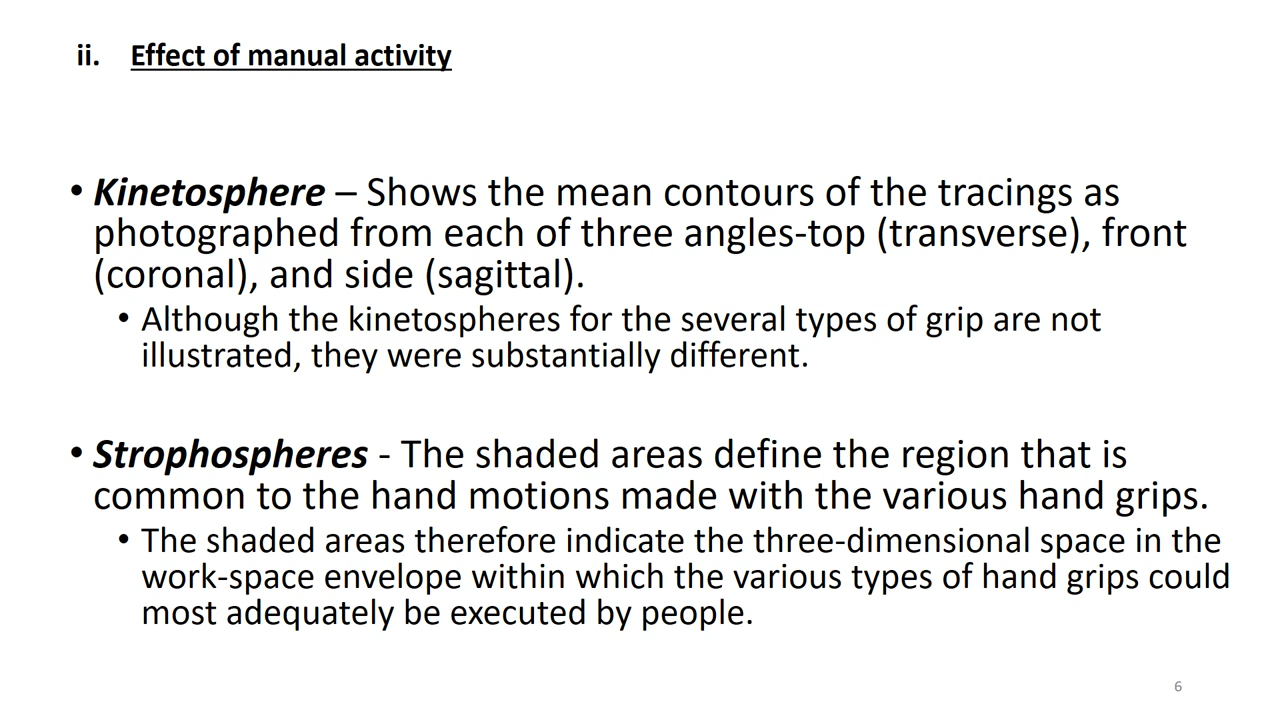 ii. Effect of manual activity
• Kinetosphere – Shows the mean contours of the tracings as
photographed from each of three angles-top (transverse), front
(coronal), and side (sagittal).
• Although the kinetospheres for the several types of grip are not
illustrated, they were substantially different.
• Strophospheres - The shaded areas define the region that is
common to the hand motions made with the various hand grips.
• The shaded areas therefore indicate the three-dimensional space in the
work-space envelope within which the various types of hand grips could
most adequately be executed by people.
6